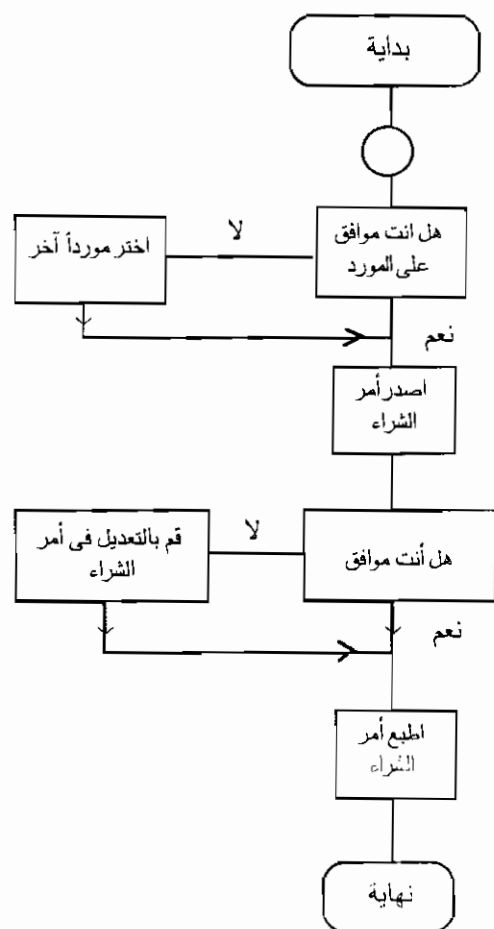 بداية
هل انت موافق
على المورد
لا
اختر مورداً آخر
نعم
اصدر أمر
الشراء
هل أنت موافق
لا
قم بالتعديل فى أمر
الشراء
نعم
اطبع أمر
الشراء
نهاية